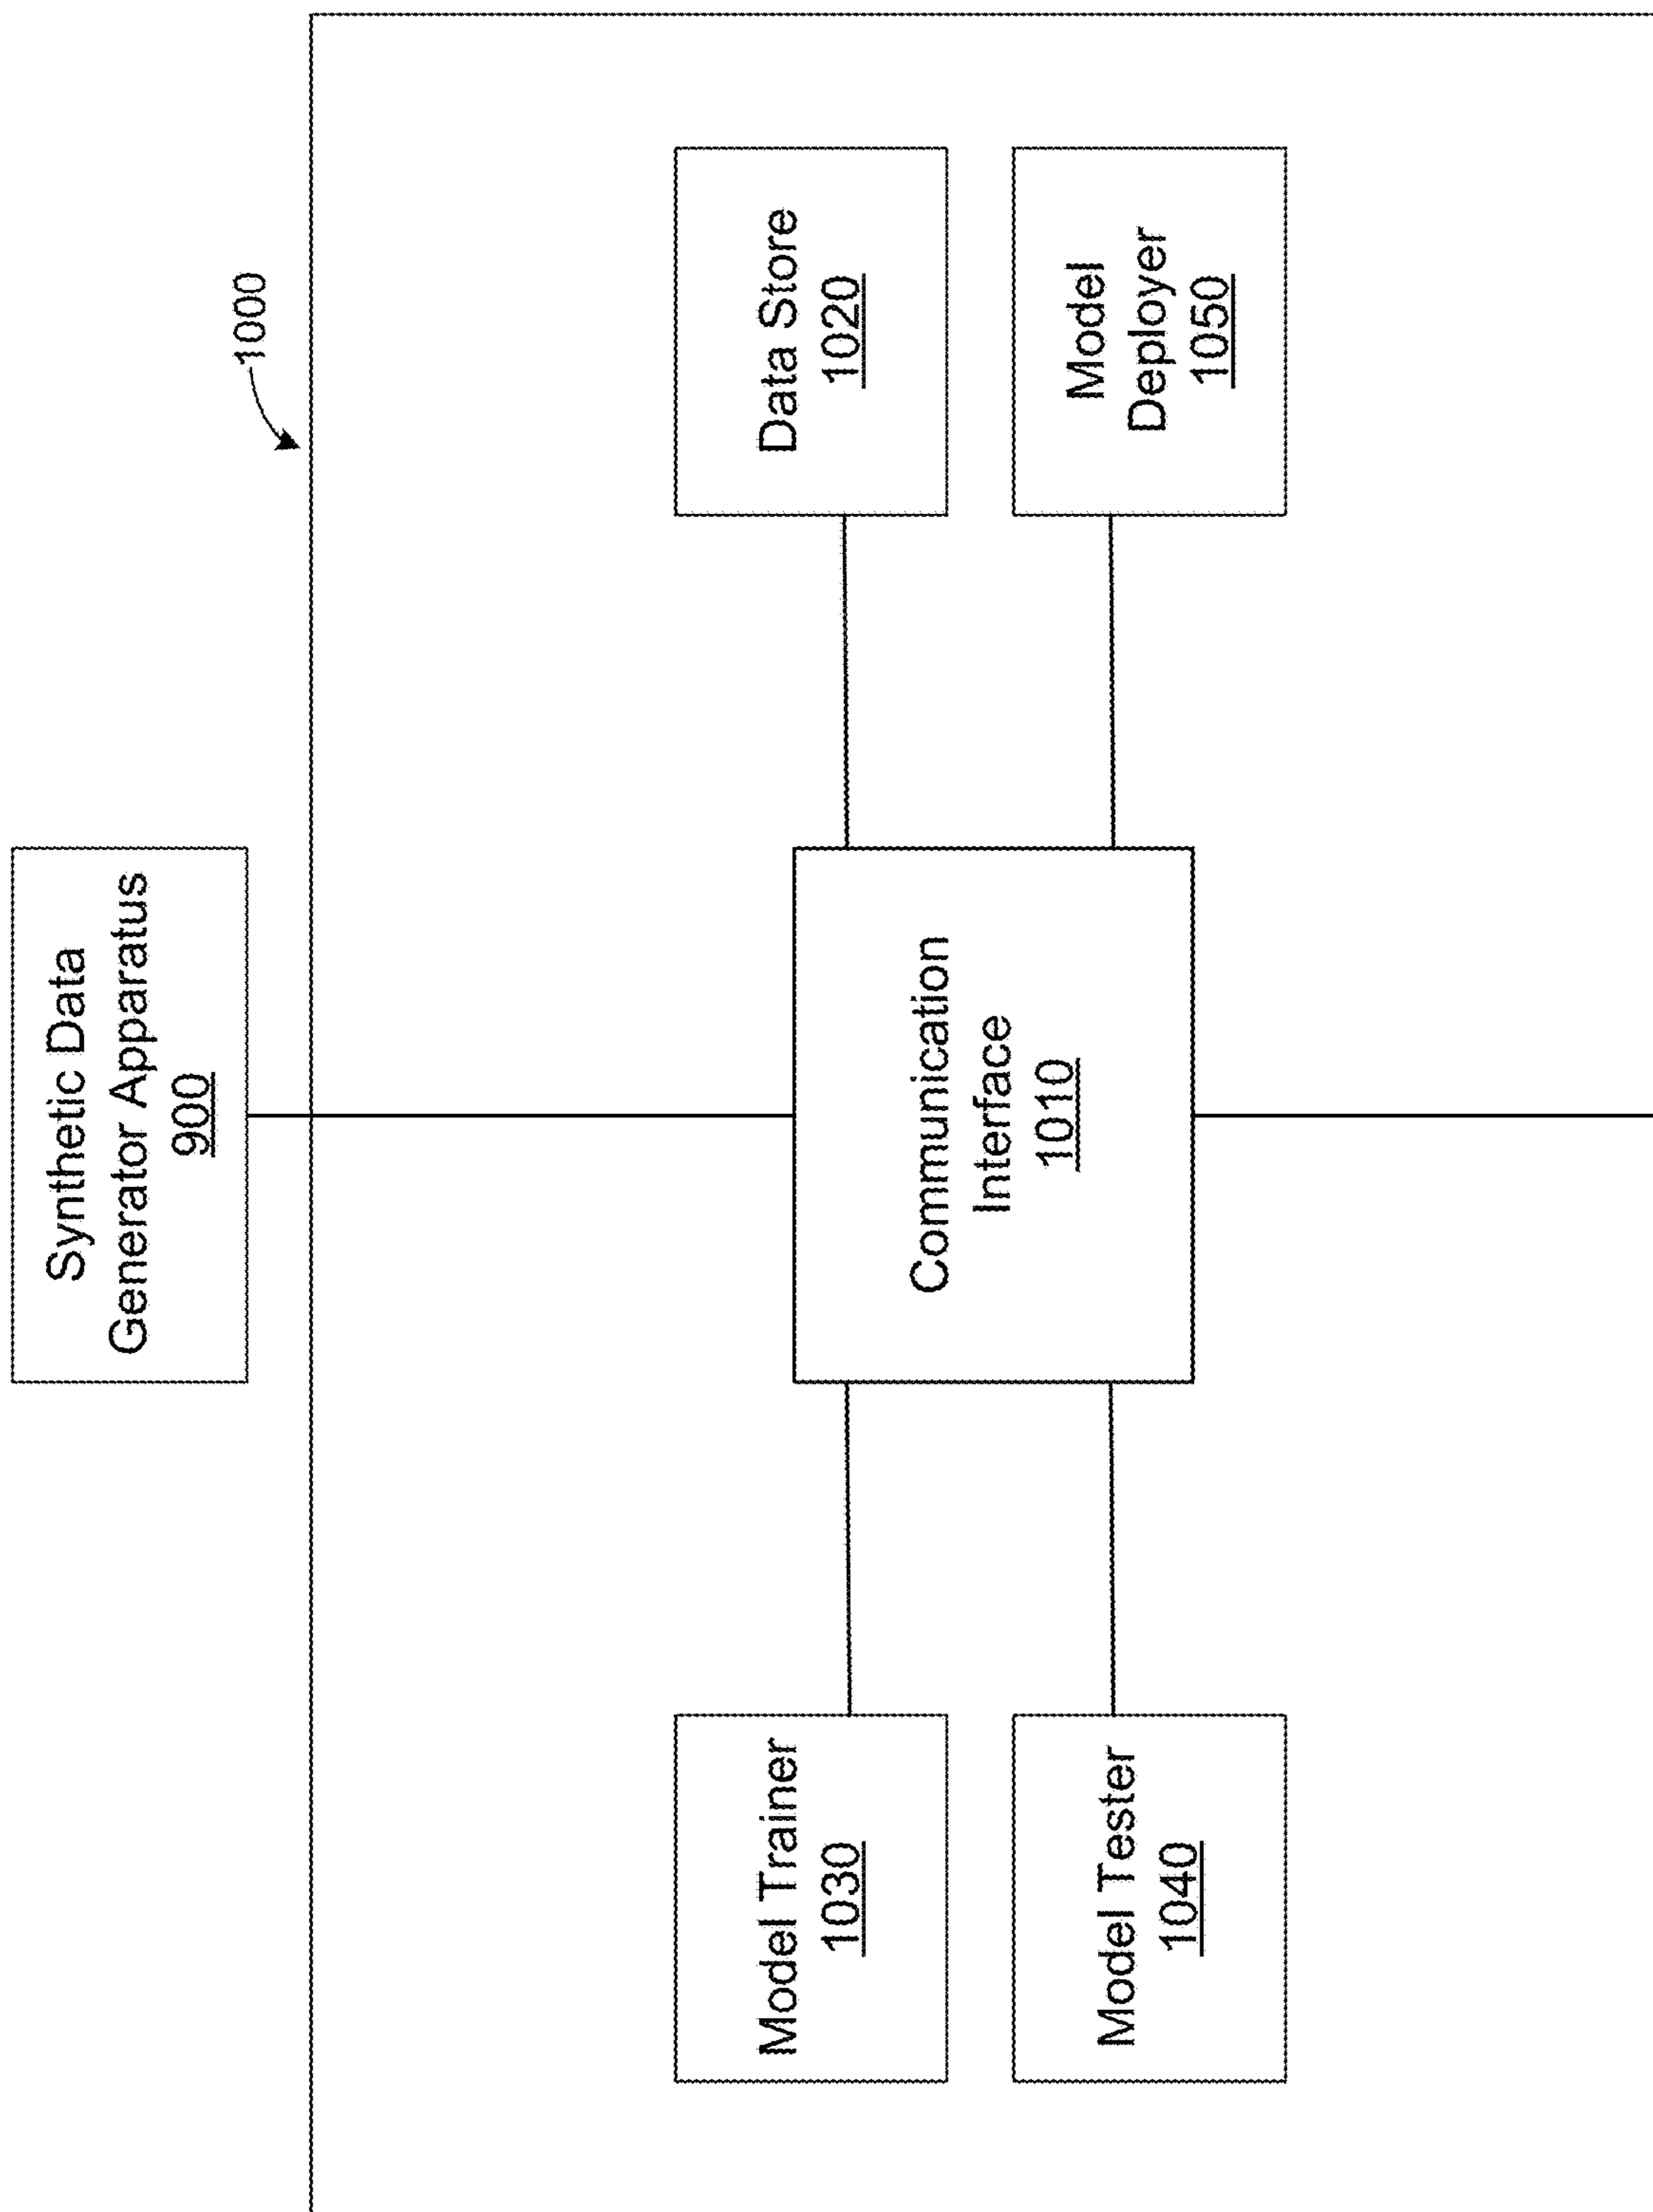 Synthetic Data
Generator Apparatus
900
1000
Model Trainer
1030
Data Store
1020
Communication
Interface
1010
Model Tester
1040
Model
Deployer
1050